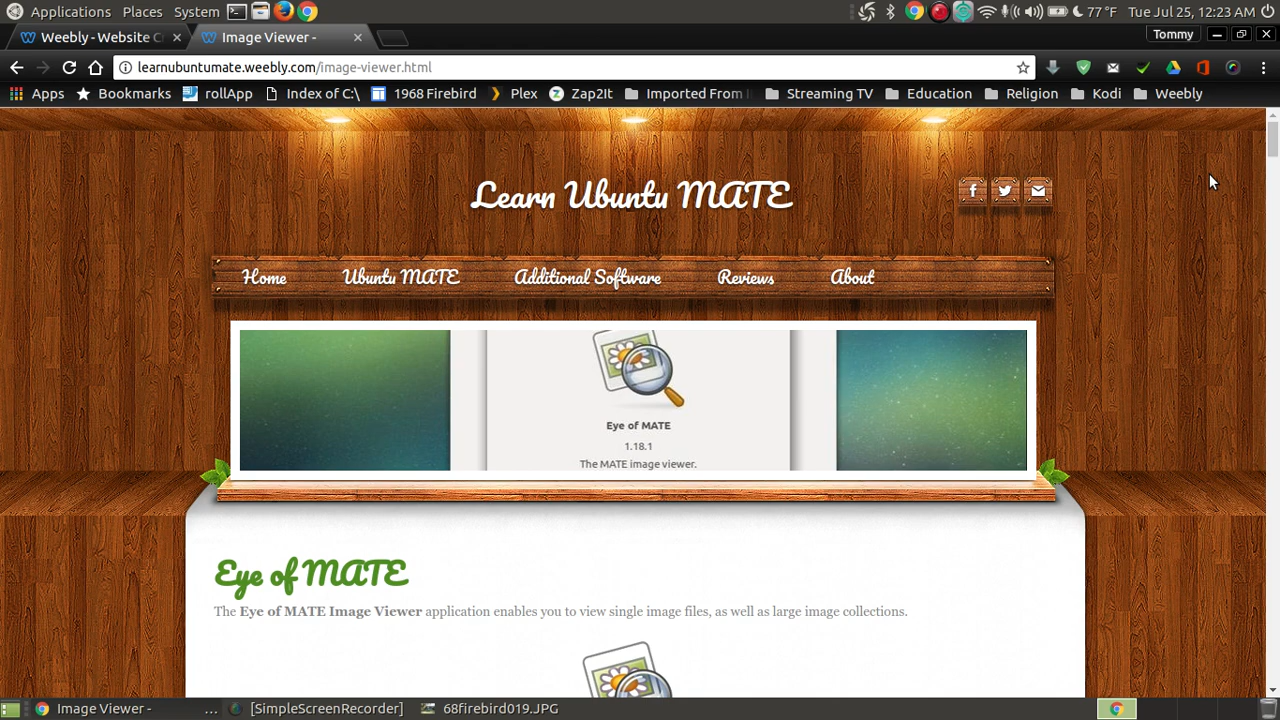 Applications Places System 77 °F Tue Jul 25, 12:23 AM
Weebly - Website C Image Viewer - Tommy
learnubuntumate.weebly.com/image-viewer.html
Apps Bookmarks rollApp Index of C:\ 1968 Firebird Plex Zap2It Imported From I Streaming TV Education Religion Kodi Weebly
Learn Ubuntu MATE
Home Ubuntu MATE Additional Software Reviews About
Eye of MATE
1.18.1
The MATE image viewer.
Eye of MATE
The Eye of MATE Image Viewer application enables you to view single image files, as well as large image collections.
Image Viewer - ... [SimpleScreenRecorder] 68firebird019.JPG